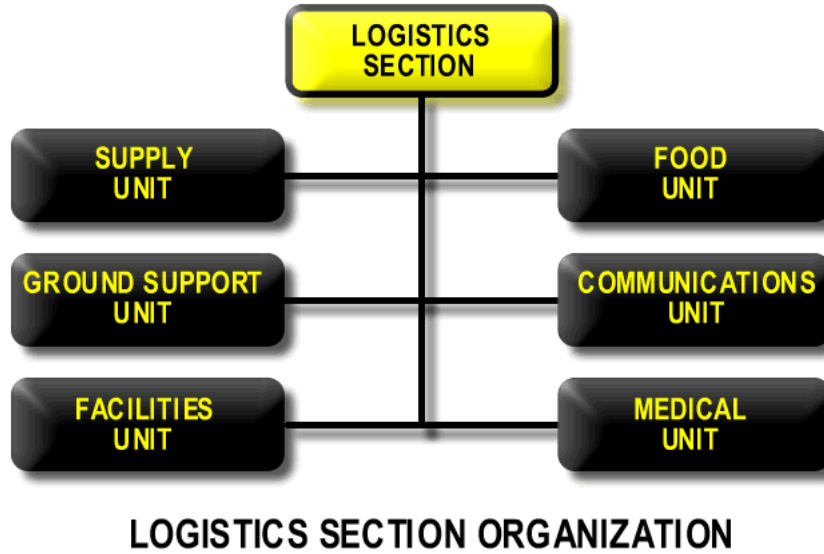 LOGISTICS
SECTION
SUPPLY
UNIT
FOOD
UNIT
GROUND SUPPORT
UNIT
COMMUNICATIONS
UNIT
FACILITIES
UNIT
MEDICAL
UNIT
LOGISTICS SECTION ORGANIZATION